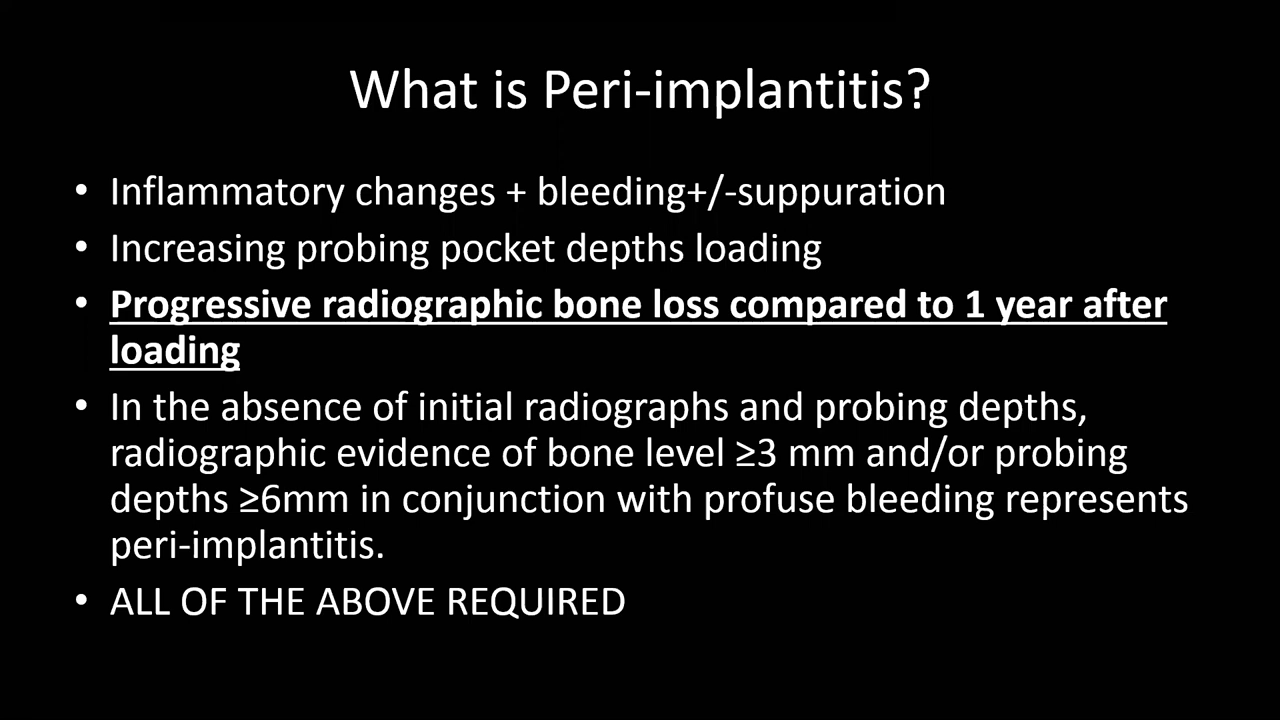 What is Peri-implantitis?
• Inflammatory changes + bleeding+/-suppuration
• Increasing probing pocket depths loading
• Progressive radiographic bone loss compared to 1 year after
loading
• In the absence of initial radiographs and probing depths,
radiographic evidence of bone level ≥3 mm and/or probing
depths ≥6mm in conjunction with profuse bleeding represents
peri-implantitis.
• ALL OF THE ABOVE REQUIRED